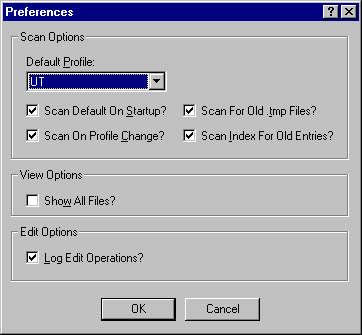 Preferences
Scan Options
Default Profile:
UT
Scan Default On Startup? Scan For Old .tmp Files?
Scan On Profile Change? Scan Index For Old Entries?
View Options
Show All Files?
Edit Options
Log Edit Operations?
OK Cancel